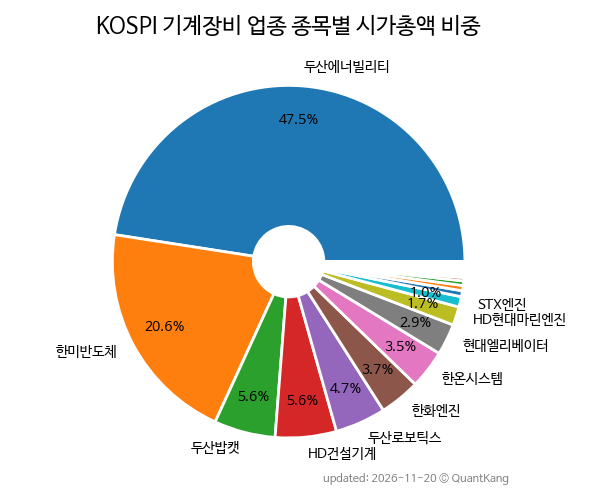 KOSPI 기계장비 업종 종목별 시가총액 비중
두산에너빌리티
47.5%
한미반도체
20.6%
두산밥캣
5.6%
HD건설기계
5.6%
두산로보틱스
4.7%
한화엔진
3.7%
한온시스템
3.5%
현대엘리베이터
2.9%
HD현대마린엔진
1.7%
STX엔진
1.0%
updated: 2026-11-20 © QuantKang